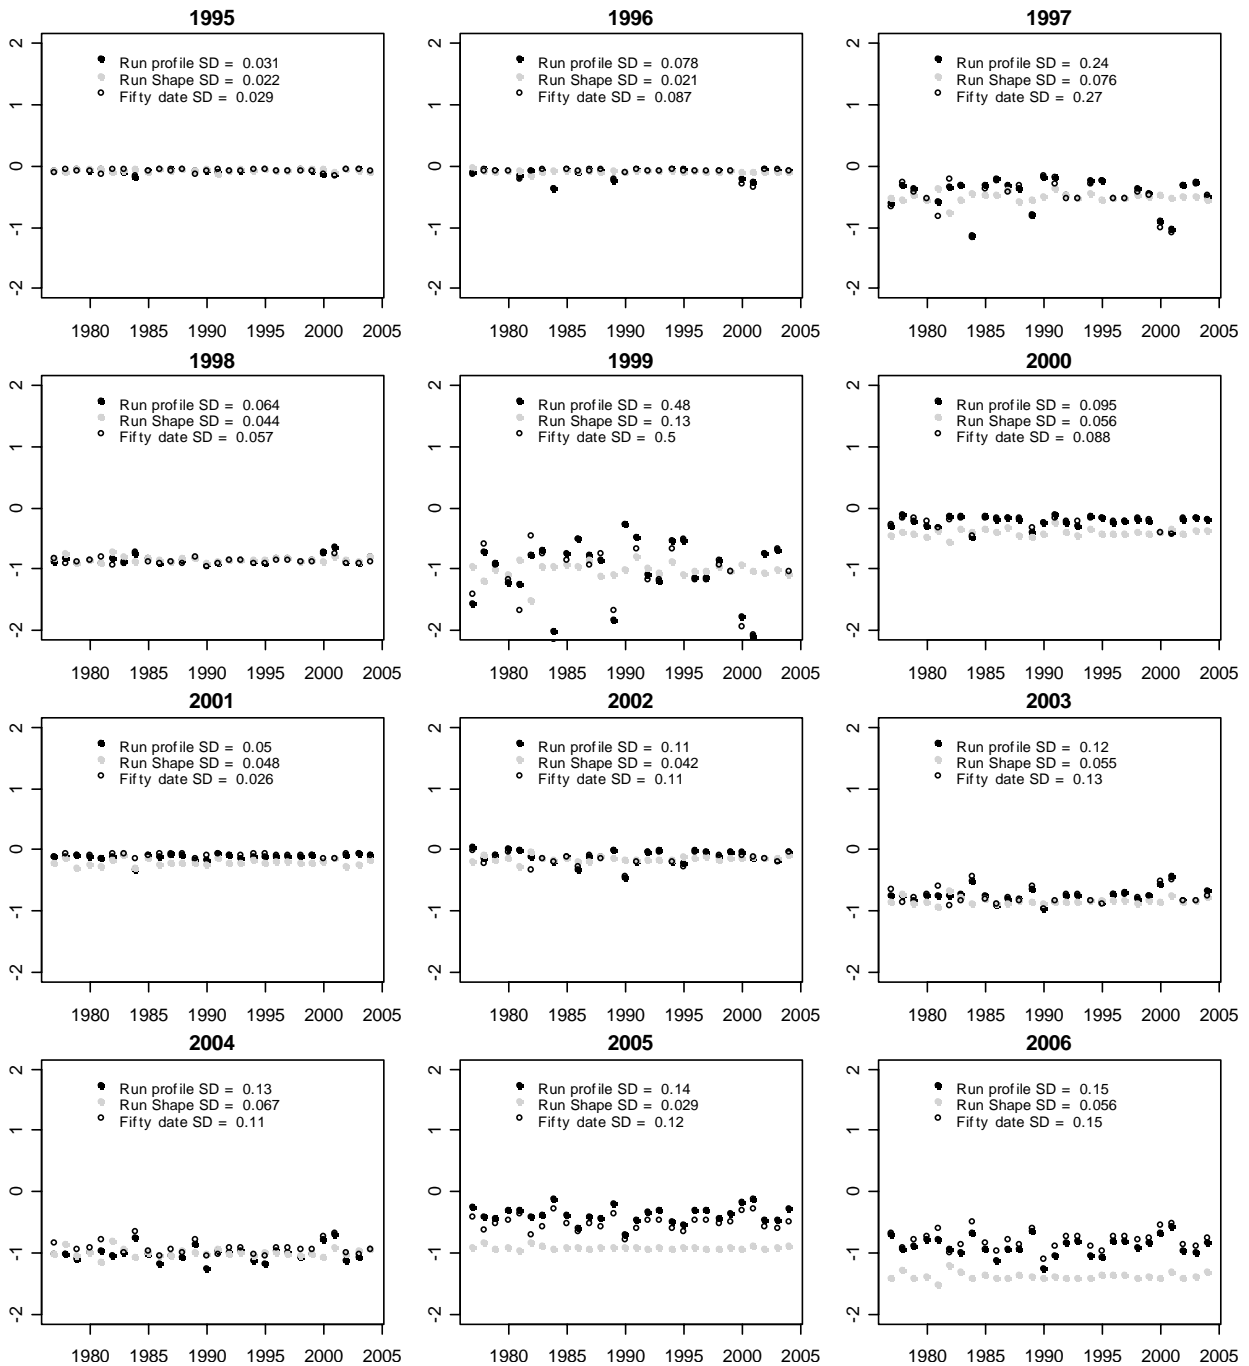 1995
2
1
0
-1
-2
Run profile SD = 0.031
Run Shape SD = 0.022
Fifty date SD = 0.029
1980 1985 1990 1995 2000 2005
1996
2
1
0
-1
-2
Run profile SD = 0.078
Run Shape SD = 0.021
Fifty date SD = 0.087
1980 1985 1990 1995 2000 2005
1997
2
1
0
-1
-2
Run profile SD = 0.24
Run Shape SD = 0.076
Fifty date SD = 0.27
1980 1985 1990 1995 2000 2005
1998
2
1
0
-1
-2
Run profile SD = 0.064
Run Shape SD = 0.044
Fifty date SD = 0.057
1980 1985 1990 1995 2000 2005
1999
2
1
0
-1
-2
Run profile SD = 0.48
Run Shape SD = 0.13
Fifty date SD = 0.5
1980 1985 1990 1995 2000 2005
2000
2
1
0
-1
-2
Run profile SD = 0.095
Run Shape SD = 0.056
Fifty date SD = 0.088
1980 1985 1990 1995 2000 2005
2001
2
1
0
-1
-2
Run profile SD = 0.05
Run Shape SD = 0.048
Fifty date SD = 0.026
1980 1985 1990 1995 2000 2005
2002
2
1
0
-1
-2
Run profile SD = 0.11
Run Shape SD = 0.042
Fifty date SD = 0.11
1980 1985 1990 1995 2000 2005
2003
2
1
0
-1
-2
Run profile SD = 0.12
Run Shape SD = 0.055
Fifty date SD = 0.13
1980 1985 1990 1995 2000 2005
2004
2
1
0
-1
-2
Run profile SD = 0.13
Run Shape SD = 0.067
Fifty date SD = 0.11
1980 1985 1990 1995 2000 2005
2005
2
1
0
-1
-2
Run profile SD = 0.14
Run Shape SD = 0.029
Fifty date SD = 0.12
1980 1985 1990 1995 2000 2005
2006
2
1
0
-1
-2
Run profile SD = 0.15
Run Shape SD = 0.056
Fifty date SD = 0.15
1980 1985 1990 1995 2000 2005